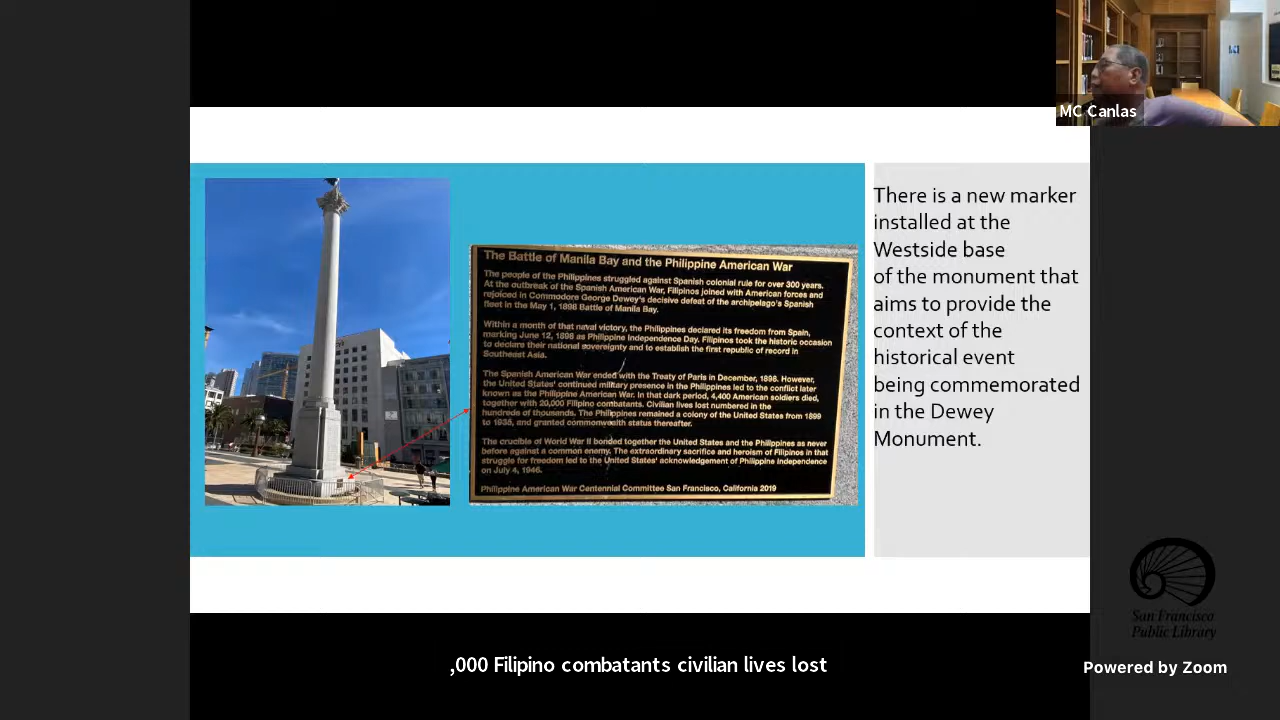 MC Canlas
The Battle of Manila Bay and the Philippine American War
The people of the Philippines struggled against Spanish colonial rule for over 300 years.
At the outbreak of the Spanish American War, Filipinos joined with American forces and
rejoiced in Commodore George Dewey's decisive defeat of the archipelago's Spanish
fleet in the May 1, 1898 Battle of Manila Bay.
Within a month of that naval victory, the Philippines declared its freedom from Spain,
marking June 12, 1898 as Philippine Independence Day. Filipinos took the historic occasion
to declare their national sovereignty and to establish the first republic of record in
Southeast Asia.
The Spanish American War ended with the Treaty of Paris in December, 1898. However,
the United States' continued military presence in the Philippines led to the conflict later
known as the Philippine American War. In that dark period, 4,400 American soldiers died,
together with 20,000 Filipino combatants. Civilian lives lost numbered in the
hundreds of thousands. The Philippines remained a colony of the United States from 1899
to 1935, and granted commonwealth status thereafter.
The crucible of World War II bonded together the United States and the Philippines as never
before against a common enemy. The extraordinary sacrifice and heroism of Filipinos in that
struggle for freedom led to the United States' acknowledgement of Philippine Independence
on July 4, 1946.
Philippine American War Centennial Committee San Francisco, California 2019
There is a new marker
installed at the
Westside base
of the monument that
aims to provide the
context of the
historical event
being commemorated
in the Dewey
Monument.
San Francisco
Public Library
,000 Filipino combatants civilian lives lost
Powered by Zoom